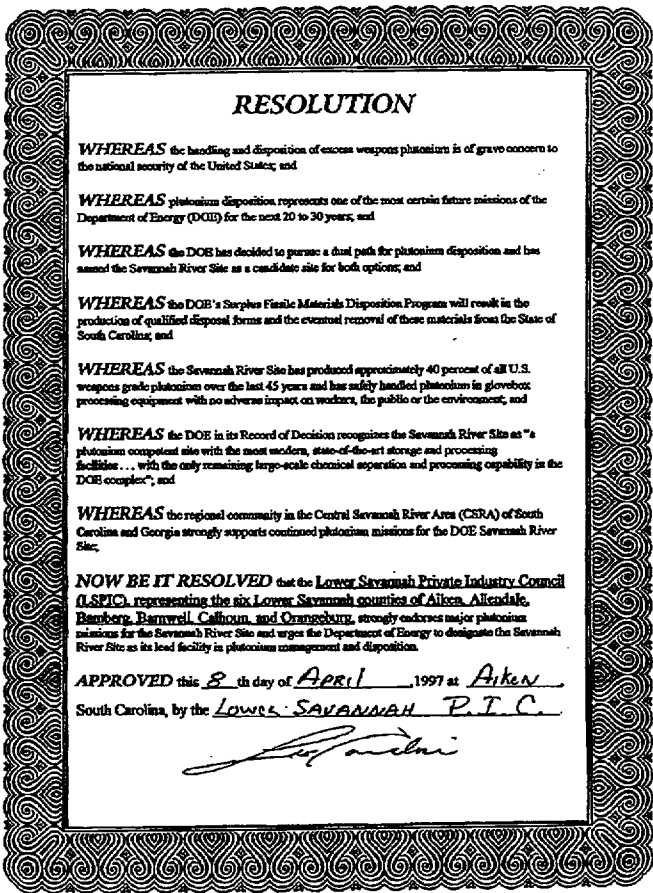 RESOLUTION
WHEREAS the handling and disposition of excess weapons plutonium is of grave concern to
the national security of the United States; and
WHEREAS plutonium disposition represents one of the most certain future missions of the
Department of Energy (DOE) for the next 20 to 30 years; and
WHEREAS the DOE has decided to pursue a dual path for plutonium disposition and has
named the Savannah River Site as a candidate site for both options; and
WHEREAS the DOE's Surplus Fissile Materials Disposition Program will result in the
production of qualified disposal forms and the eventual removal of these materials from the State of
South Carolina; and
WHEREAS the Savannah River Site has produced approximately 40 percent of all U.S.
weapons grade plutonium over the last 45 years and has safely handled plutonium in glovebox
processing equipment with no adverse impact on workers, the public or the environment; and
WHEREAS the DOE in its Record of Decision recognizes the Savannah River Site as "a
plutonium competent site with the most modern, state-of-the-art storage and processing
facilities . . . with the only remaining large-scale chemical separation and processing capability in the
DOE complex"; and
WHEREAS the regional community in the Central Savannah River Area (CSRA) of South
Carolina and Georgia strongly supports continued plutonium missions for the DOE Savannah River
Site;
NOW BE IT RESOLVED that the Lower Savannah Private Industry Council
(LSPIC), representing the six Lower Savannah counties of Aiken, Allendale,
Bamberg, Barnwell, Calhoun, and Orangeburg, strongly endorses major plutonium
missions for the Savannah River Site and urges the Department of Energy to designate the Savannah
River Site as its lead facility in plutonium management and disposition.
APPROVED this 8 th day of APRIL, 1997 at Aiken,
South Carolina, by the LOWER SAVANNAH P.I.C.